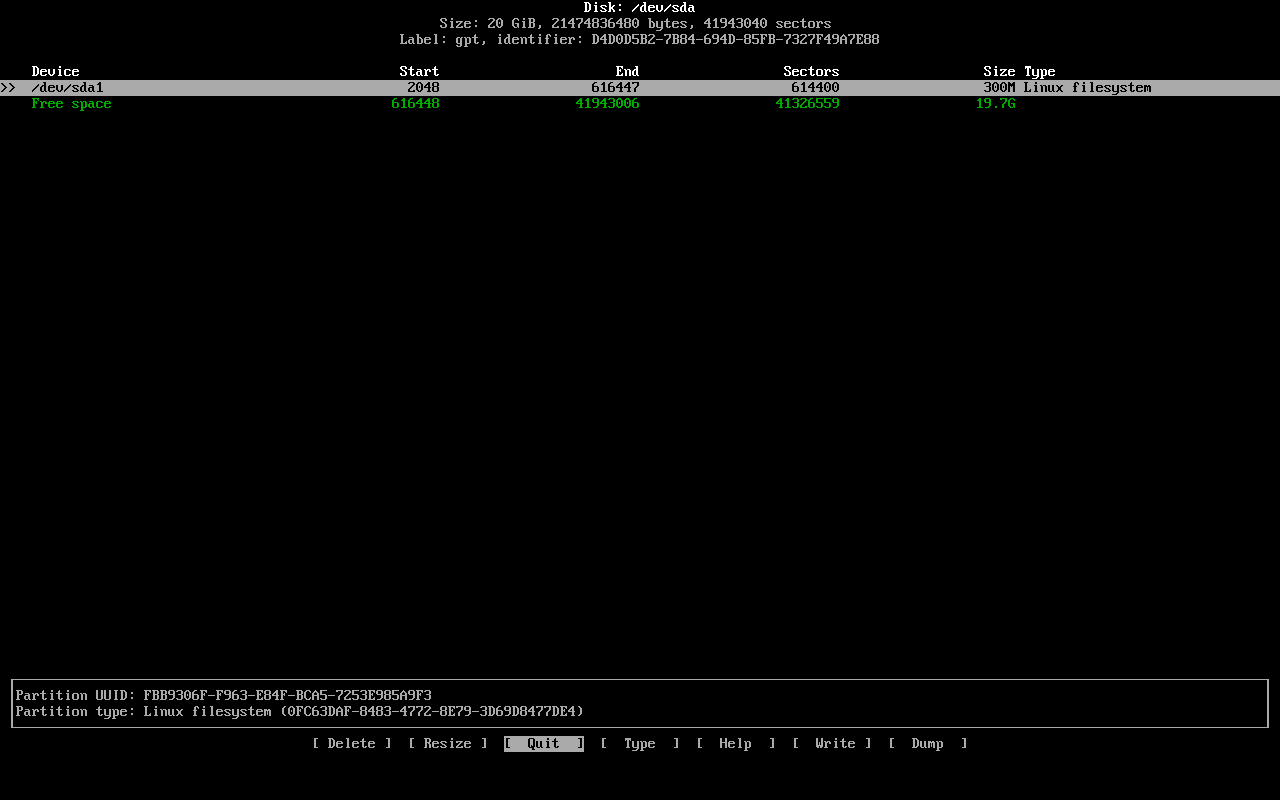 Disk: /dev/sda
Size: 20 GiB, 21474836480 bytes, 41943040 sectors
Label: gpt, identifier: D4D0D5B2-7B84-694D-85FB-7327F49A7E88
Device Start End Sectors Size Type
>> /dev/sda1 2048 616447 614400 300M Linux filesystem
Free space 616448 41943006 41326559 19.7G
Partition UUID: FBB9306F-F963-E84F-BCA5-7253E985A9F3
Partition type: Linux filesystem (0FC63DAF-8483-4772-8E79-3D69D8477DE4)
[ Delete ] [ Resize ] [ Quit ] [ Type ] [ Help ] [ Write ] [ Dump ]